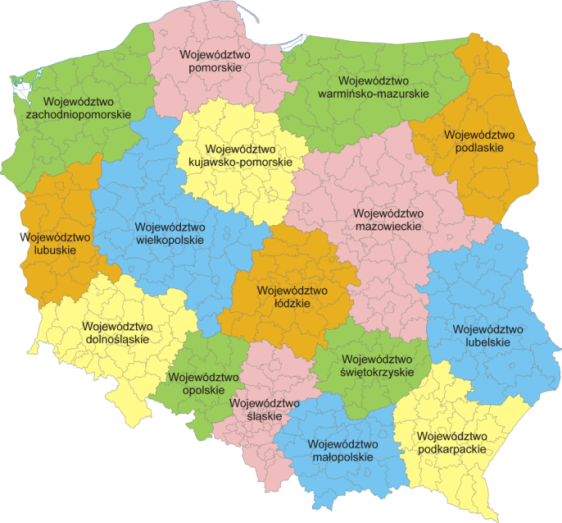 Województwo
pomorskie
Województwo
zachodniopomorskie
Województwo
warmińsko-mazurskie
Województwo
podlaskie
Województwo
kujawsko-pomorskie
Województwo
mazowieckie
Województwo
wielkopolskie
Województwo
lubuskie
Województwo
łódzkie
Województwo
dolnośląskie
Województwo
lubelskie
Województwo
świętokrzyskie
Województwo
opolskie
Województwo
śląskie
Województwo
małopolskie
Województwo
podkarpackie